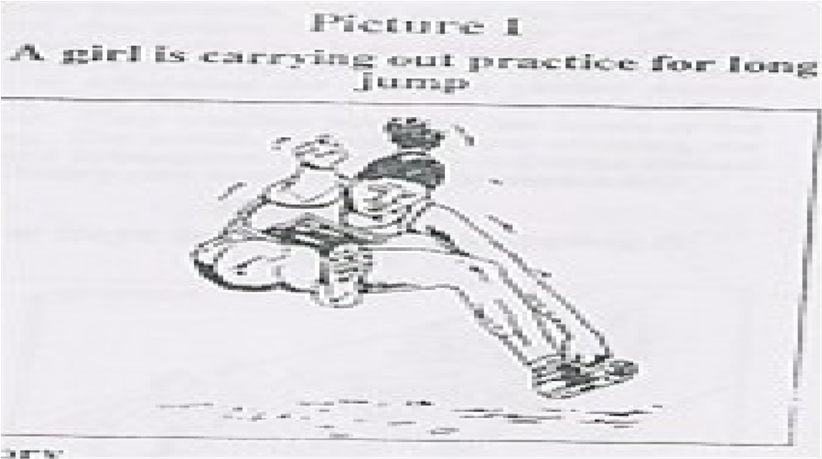 Picture 1
A girl is carrying out practice for long
jump